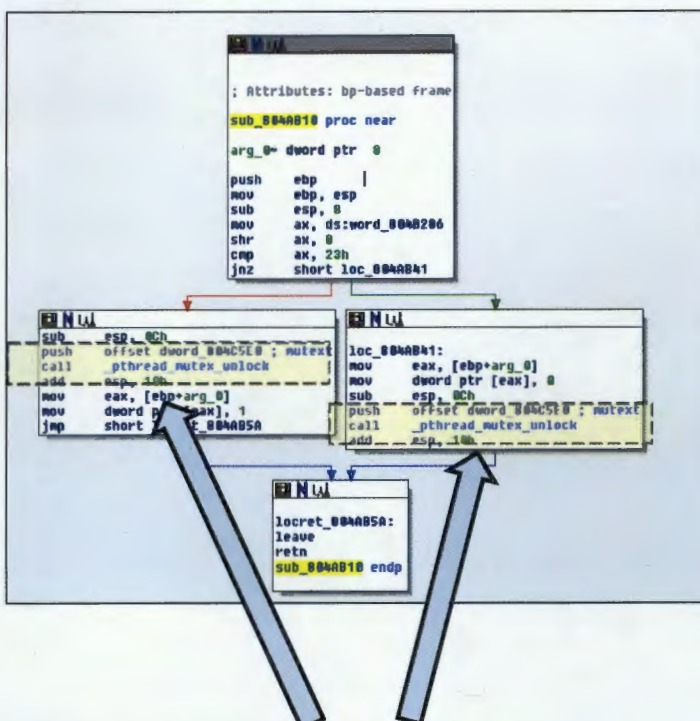 ; Attributes: bp-based frame
sub_804AB10 proc near
arg_0~ dword ptr 8
push ebp
mov ebp, esp
sub esp, 8
mov ax, ds:word_804B206
shr ax, 8
cmp ax, 23h
jnz short loc_804AB41
sub esp, 0Ch
push offset dword_804C5E0 ; mutext
call _pthread_mutex_unlock
add esp, 10h
mov eax, [ebp+arg_0]
mov dword ptr [eax], 1
jmp short locret_804AB5A
loc_804AB41:
mov eax, [ebp+arg_0]
mov dword ptr [eax], 0
sub esp, 0Ch
push offset dword_804C5E0 ; mutext
call _pthread_mutex_unlock
add esp, 10h
locret_804AB5A:
leave
retn
sub_804AB10 endp